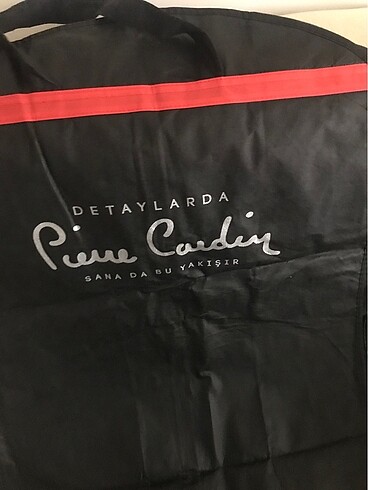 DETAYLARDA
Pierre Cardin
SANA DA BU YAKIŞIR